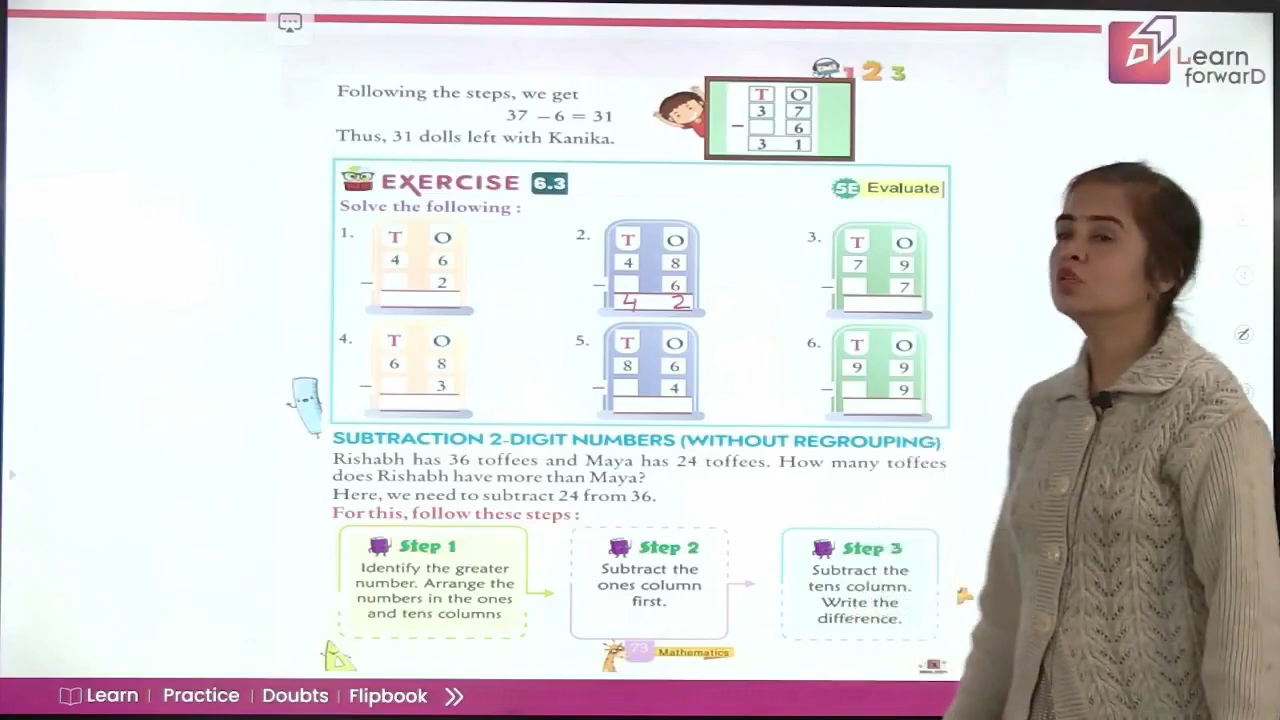 Learn
forwarD
1 2 3
Following the steps, we get
37 – 6 = 31
Thus, 31 dolls left with Kanika.
T O
3 7
– 6
3 1
EXERCISE 6.3
5E Evaluate
Solve the following :
1. T O
4 6
– 2
2. T O
4 8
– 6
4 2
3. T O
7 9
– 7
4. T O
6 8
– 3
5. T O
8 6
– 4
6. T O
9 9
– 9
SUBTRACTION 2-DIGIT NUMBERS (WITHOUT REGROUPING)
Rishabh has 36 toffees and Maya has 24 toffees. How many toffees
does Rishabh have more than Maya?
Here, we need to subtract 24 from 36.
For this, follow these steps :
Step 1
Identify the greater
number. Arrange the
numbers in the ones
and tens columns
Step 2
Subtract the
ones column
first.
Step 3
Subtract the
tens column.
Write the
difference.
73 Mathematics
Learn | Practice | Doubts | Flipbook